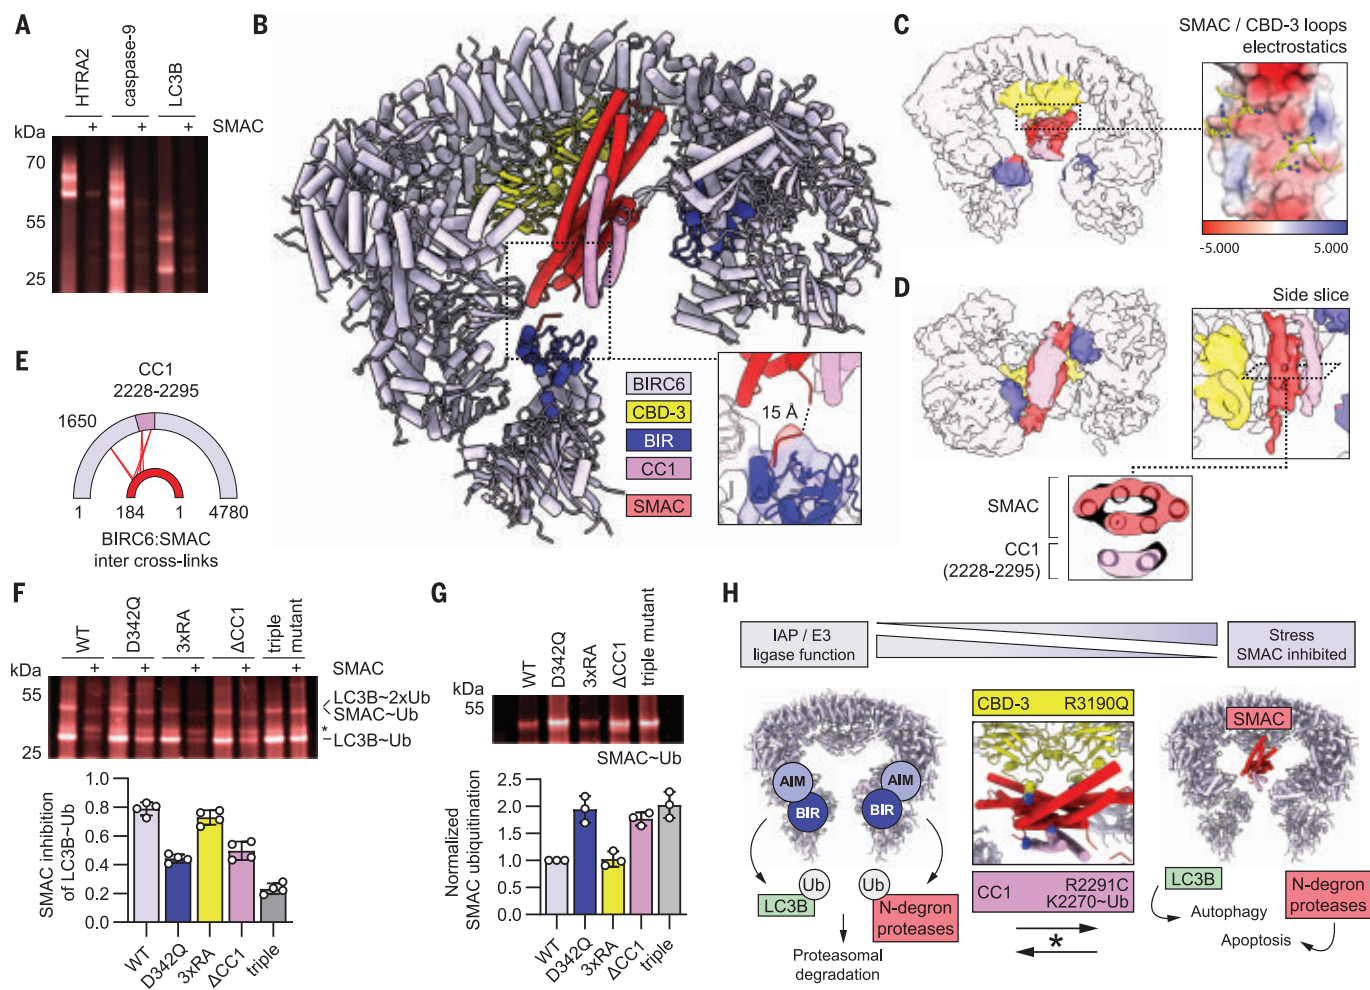 A
HTRA2
caspase-9
LC3B
kDa
+ + + SMAC
70
55
25
B
15 Å
BIRC6
CBD-3
BIR
CC1
SMAC
C
SMAC / CBD-3 loops
electrostatics
-5.000 5.000
D
Side slice
SMAC
CC1
(2228-2295)
E
CC1
2228-2295
1650
1 184 1 4780
BIRC6:SMAC
inter cross-links
F
WT
D342Q
3xRA
ΔCC1
triple
mutant
kDa
+ + + + + SMAC
55
25
LC3B~2xUb
SMAC~Ub
*
LC3B~Ub
SMAC inhibition
of LC3B~Ub
1.0
0.8
0.6
0.4
0.2
0.0
WT
D342Q
3xRA
ΔCC1
triple
G
WT
D342Q
3xRA
ΔCC1
triple mutant
kDa
55
SMAC~Ub
Normalized
SMAC ubiquitination
2.5
2.0
1.5
1.0
0.5
0.0
WT
D342Q
3xRA
ΔCC1
triple
H
IAP / E3
ligase function
Stress
SMAC inhibited
AIM
BIR
AIM
BIR
Ub
Ub
LC3B
N-degron
proteases
Proteasomal
degradation
CBD-3 R3190Q
CC1 R2291C
K2270~Ub
*
SMAC
LC3B
N-degron
proteases
Autophagy
Apoptosis